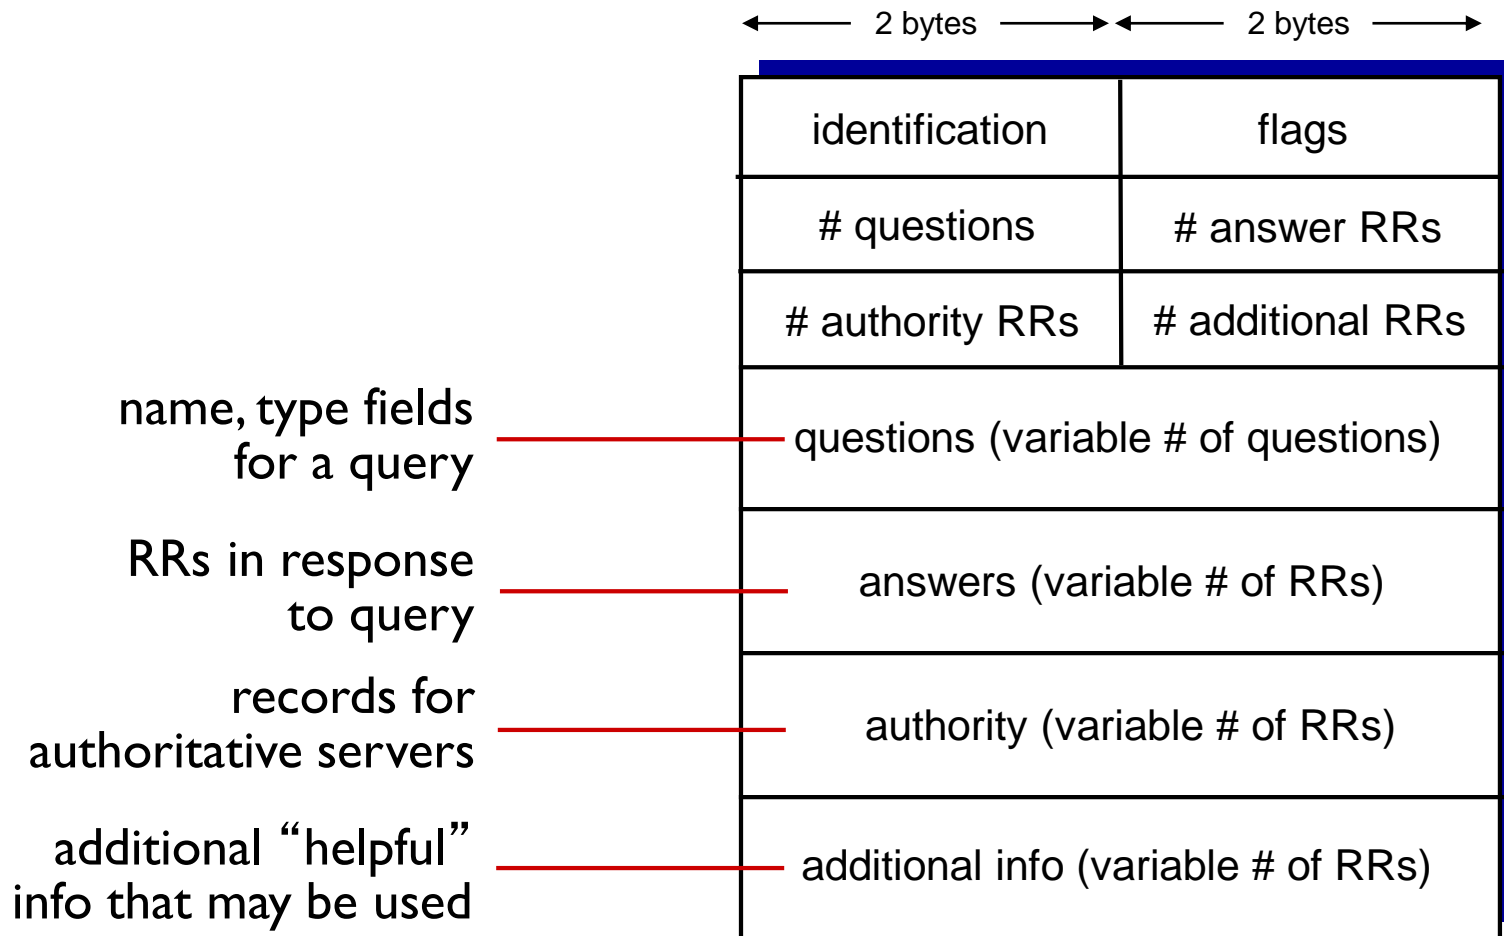 2 bytes 2 bytes
identification flags
# questions # answer RRs
# authority RRs # additional RRs
name, type fields
for a query
questions (variable # of questions)
RRs in response
to query
answers (variable # of RRs)
records for
authoritative servers
authority (variable # of RRs)
additional “helpful”
info that may be used
additional info (variable # of RRs)